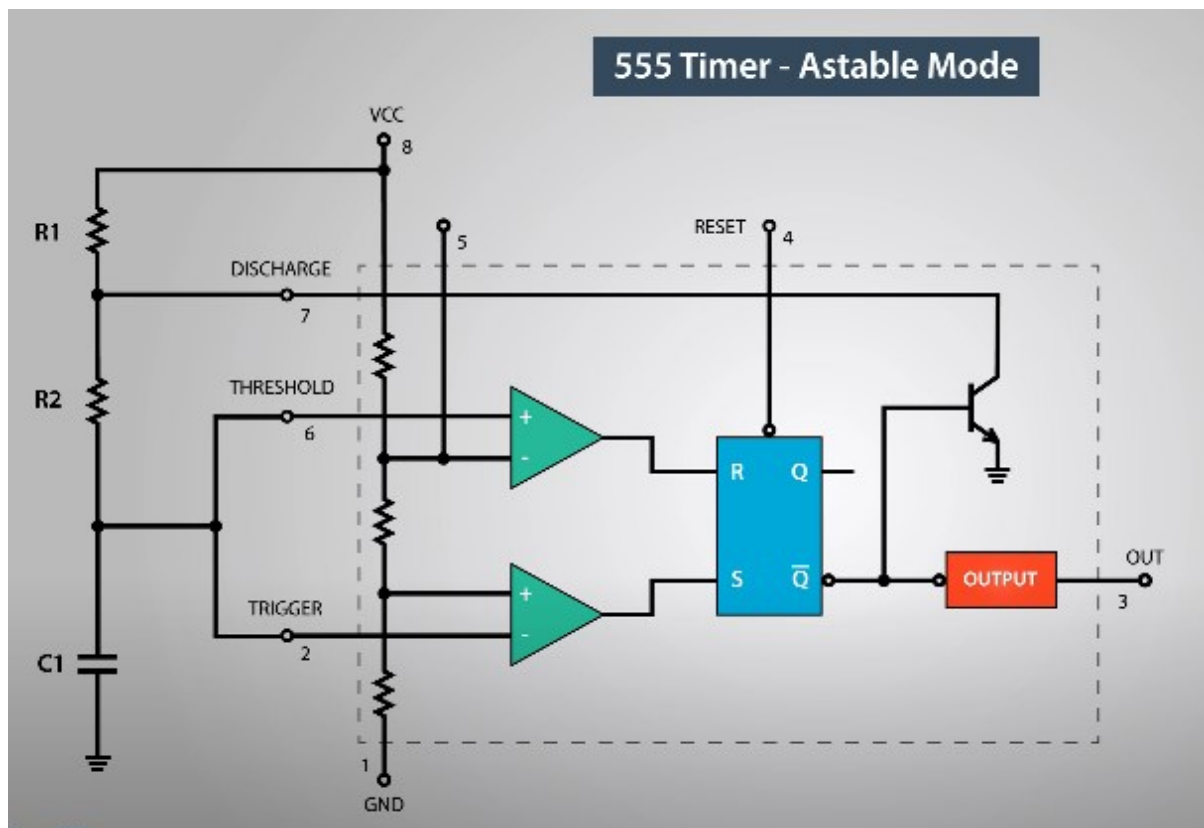 555 Timer - Astable Mode
VCC
8
R1
5
RESET
4
DISCHARGE
7
R2
THRESHOLD
6
+
-
R
Q
S
Q̅
OUTPUT
OUT
3
+
-
TRIGGER
2
C1
1
GND